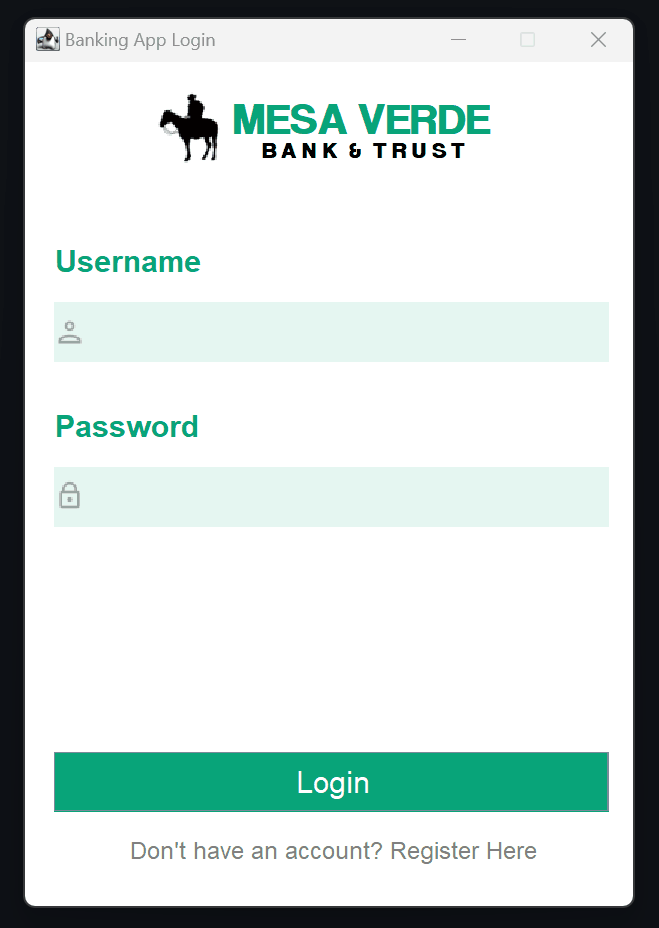 Banking App Login
MESA VERDE
BANK & TRUST
Username
Password
Login
Don't have an account? Register Here